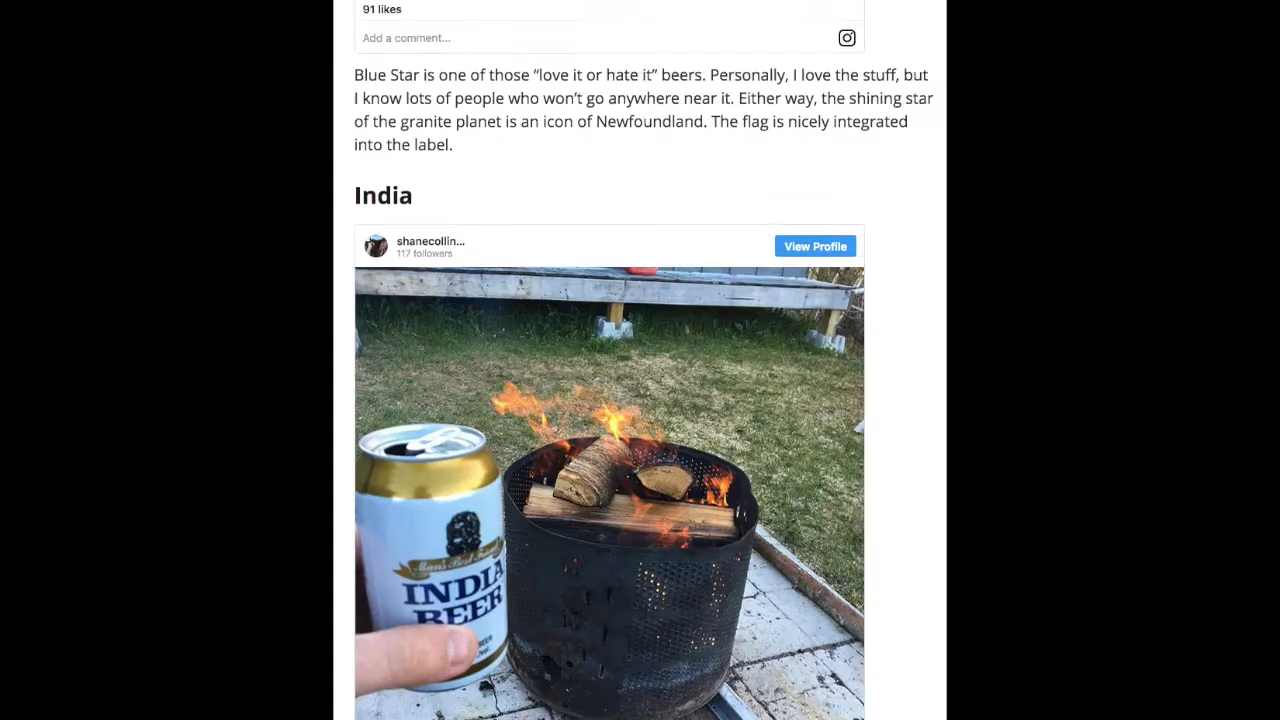 91 likes
Add a comment...
Blue Star is one of those “love it or hate it” beers. Personally, I love the stuff, but
I know lots of people who won’t go anywhere near it. Either way, the shining star
of the granite planet is an icon of Newfoundland. The flag is nicely integrated
into the label.
India
shanecollin...
117 followers
View Profile
Man's Best Friend
INDIA
BEER